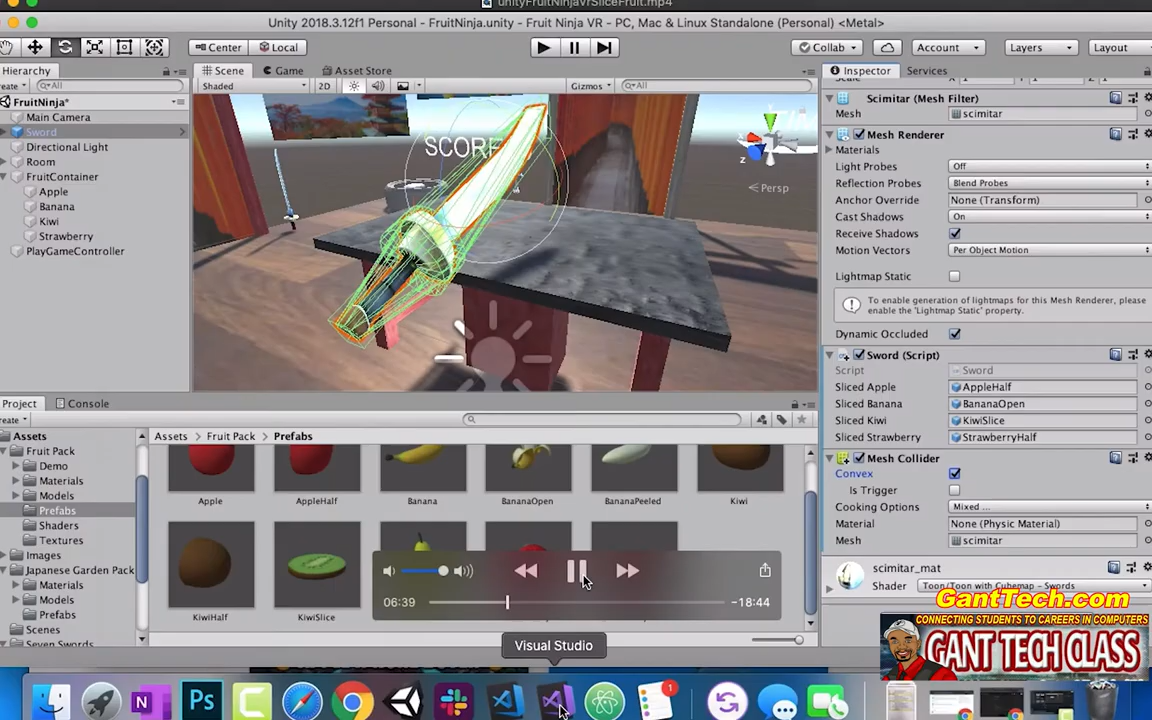 unityFruitNinjaVrSliceFruit.mp4
Unity 2018.3.12f1 Personal - FruitNinja.unity - Fruit Ninja VR - PC, Mac & Linux Standalone (Personal) <Metal>
Center
Local
Collab
Account
Layers
Layout
Hierarchy
Scene
Game
Asset Store
Inspector
Services
All
Shaded
2D
Gizmos
All
FruitNinja*
Main Camera
Sword
Directional Light
Room
FruitContainer
Apple
Banana
Kiwi
Strawberry
PlayGameController
SCORE
Persp
z
Scimitar (Mesh Filter)
Mesh
scimitar
Mesh Renderer
Materials
Light Probes
Off
Reflection Probes
Blend Probes
Anchor Override
None (Transform)
Cast Shadows
On
Receive Shadows
Motion Vectors
Per Object Motion
Lightmap Static
To enable generation of lightmaps for this Mesh Renderer, please
enable the 'Lightmap Static' property.
Dynamic Occluded
Sword (Script)
Script
Sword
Sliced Apple
AppleHalf
Sliced Banana
BananaOpen
Sliced Kiwi
KiwiSlice
Sliced Strawberry
StrawberryHalf
Mesh Collider
Convex
Is Trigger
Cooking Options
Mixed ...
Material
None (Physic Material)
Mesh
scimitar
scimitar_mat
Shader
Toon/Toon with Cubemap - Swords
Project
Console
Assets
Fruit Pack
Demo
Materials
Models
Prefabs
Shaders
Textures
Images
Japanese Garden Pack
Materials
Models
Prefabs
Scenes
Seven Swords
Assets
Fruit Pack
Prefabs
Apple
AppleHalf
Banana
BananaOpen
BananaPeeled
Kiwi
KiwiHalf
KiwiSlice
06:39
-18:44
Visual Studio
N
Ps
C
1
GantTech.com
CONNECTING STUDENTS TO CAREERS IN COMPUTERS
GANT TECH CLASS